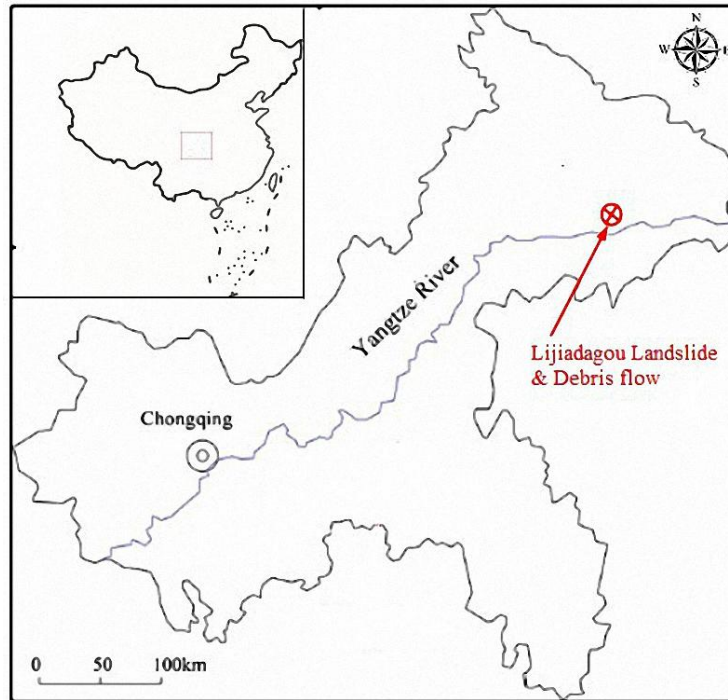 N
W
E
S
Yangtze River
Lijiadagou Landslide
& Debris flow
Chongqing
0 50 100km